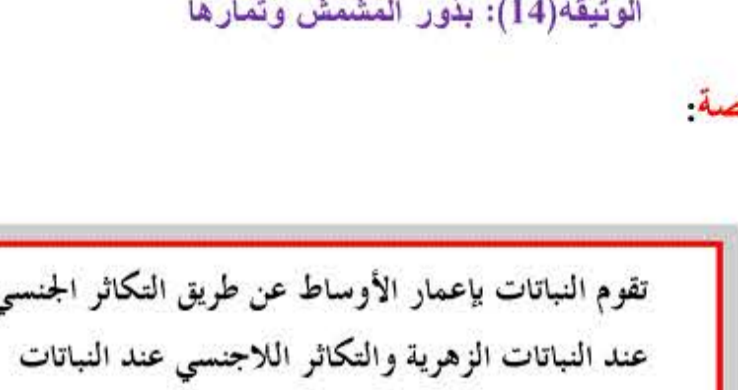 الوثيقة(14): بذور المشمش وثمارها
صة:
تقوم النباتات بإعمار الأوساط عن طريق التكاثر الجنسي
عند النباتات الزهرية والتكاثر اللاجنسي عند النباتات